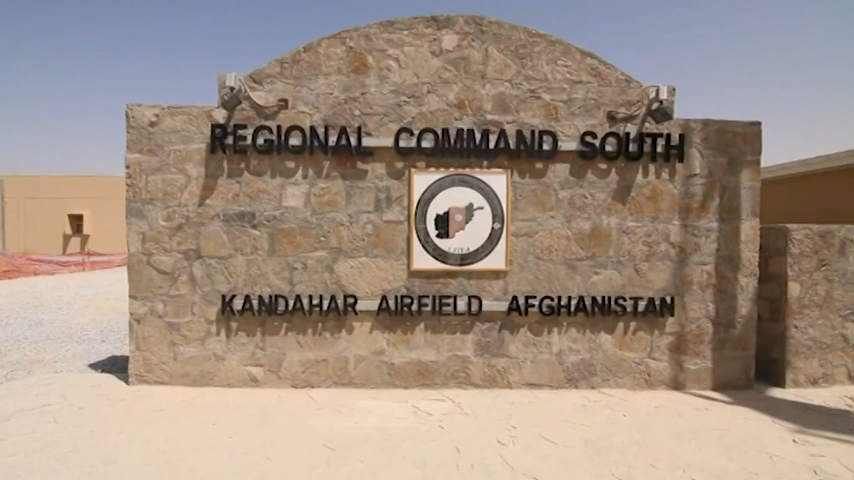 REGIONAL COMMAND SOUTH
KANDAHAR AIRFIELD AFGHANISTAN